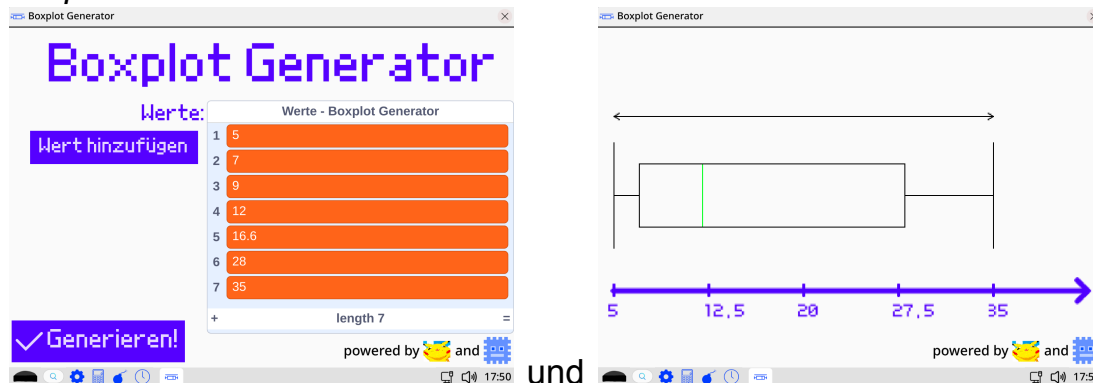 Boxplot Generator
Boxplot Generator
Werte:
Wert hinzufügen
Werte - Boxplot Generator
1 5
2 7
3 9
4 12
5 16.6
6 28
7 35
+ length 7 =
Generieren!
powered by and
17:50
und
Boxplot Generator
5 12,5 20 27,5 35
powered by and